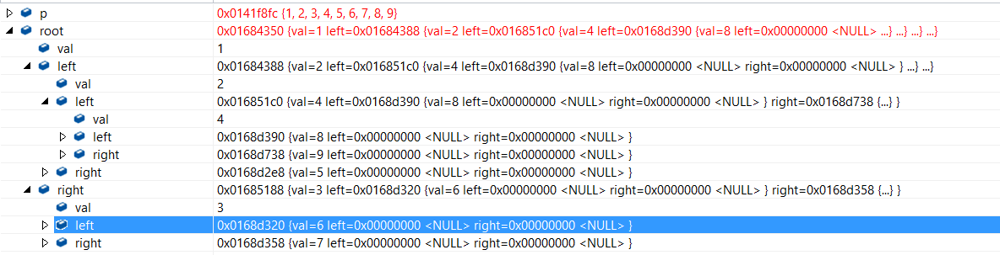 p 0x0141f8fc {1, 2, 3, 4, 5, 6, 7, 8, 9}
root 0x01684350 {val=1 left=0x01684388 {val=2 left=0x016851c0 {val=4 left=0x0168d390 {val=8 left=0x00000000 <NULL> ...} ...} ...} ...}
val 1
left 0x01684388 {val=2 left=0x016851c0 {val=4 left=0x0168d390 {val=8 left=0x00000000 <NULL> right=0x00000000 <NULL> } ...} ...}
val 2
left 0x016851c0 {val=4 left=0x0168d390 {val=8 left=0x00000000 <NULL> right=0x00000000 <NULL> } right=0x0168d738 {...} }
val 4
left 0x0168d390 {val=8 left=0x00000000 <NULL> right=0x00000000 <NULL> }
right 0x0168d738 {val=9 left=0x00000000 <NULL> right=0x00000000 <NULL> }
right 0x0168d2e8 {val=5 left=0x00000000 <NULL> right=0x00000000 <NULL> }
right 0x01685188 {val=3 left=0x0168d320 {val=6 left=0x00000000 <NULL> right=0x00000000 <NULL> } right=0x0168d358 {...} }
val 3
left 0x0168d320 {val=6 left=0x00000000 <NULL> right=0x00000000 <NULL> }
right 0x0168d358 {val=7 left=0x00000000 <NULL> right=0x00000000 <NULL> }